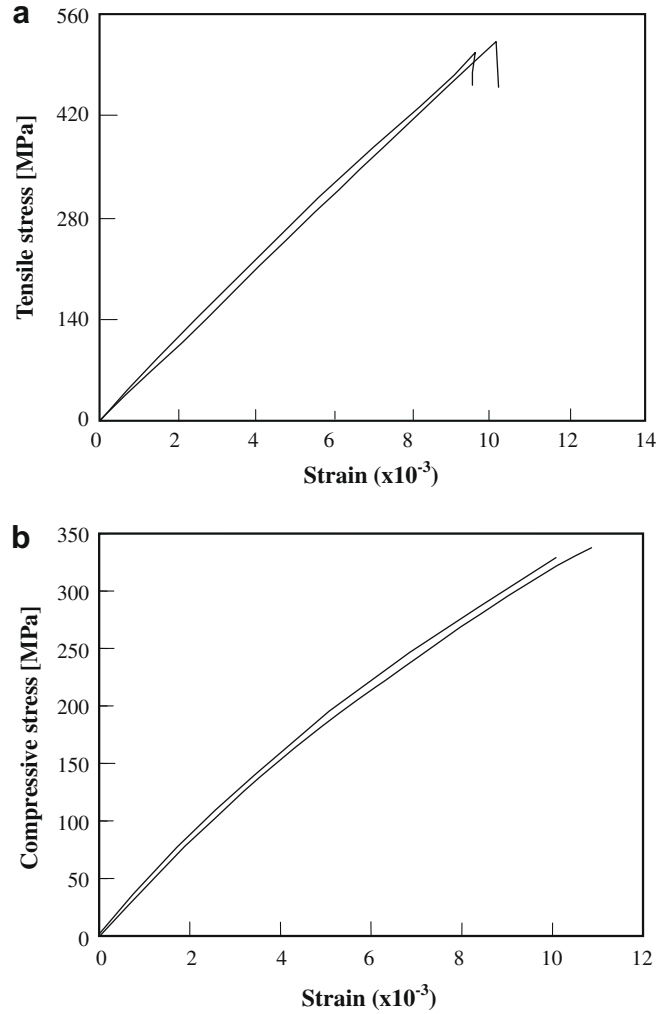 a
560
420
280
140
0
Tensile stress [MPa]
0 2 4 6 8 10 12 14
Strain (x10⁻³)
b
350
300
250
200
150
100
50
0
Compressive stress [MPa]
0 2 4 6 8 10 12
Strain (x10⁻³)